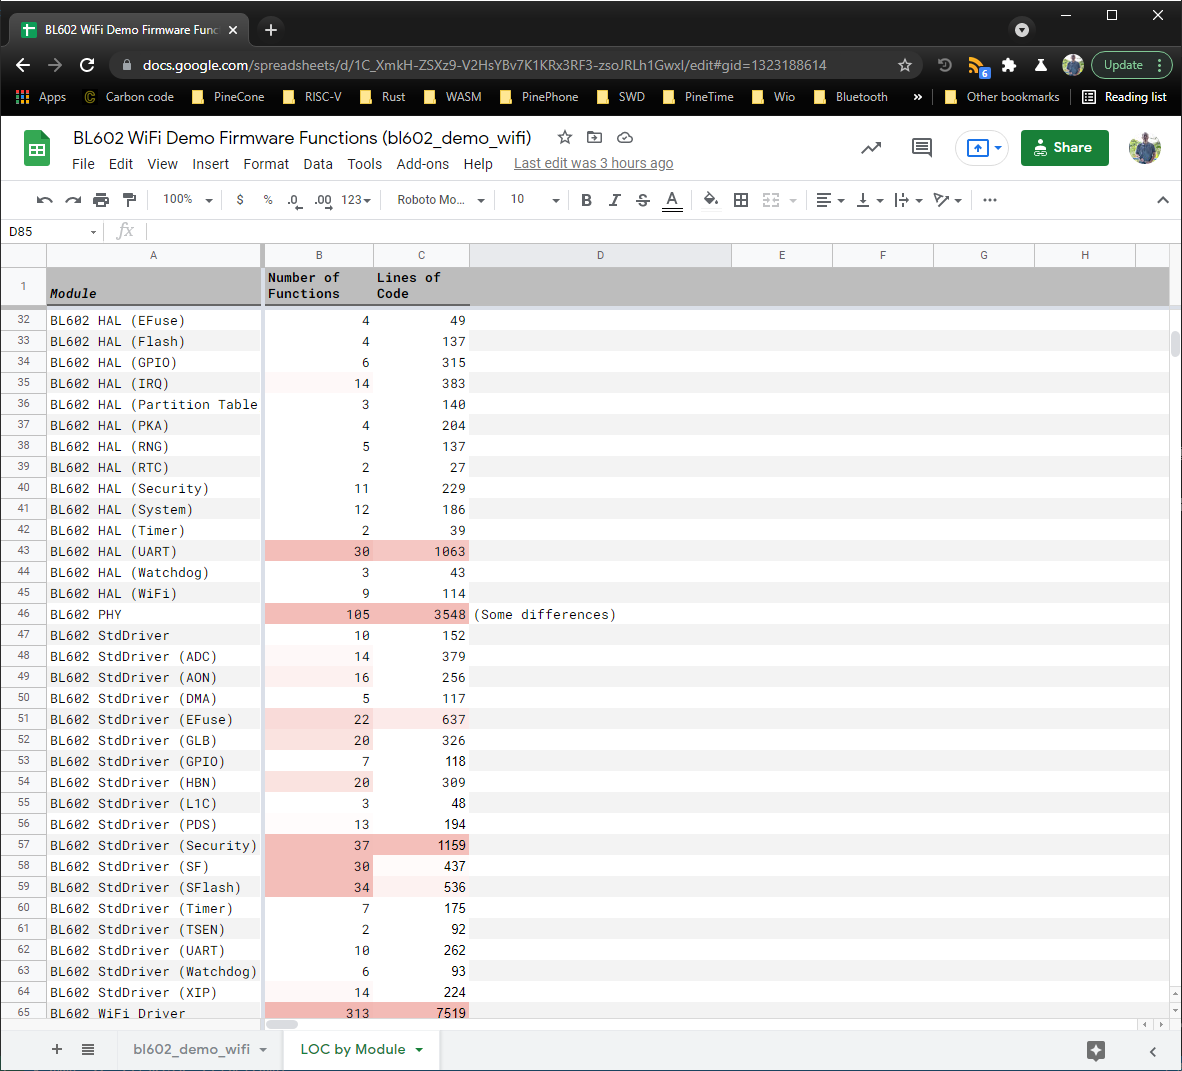 BL602 WiFi Demo Firmware Func
docs.google.com/spreadsheets/d/1C_XmkH-ZSXz9-V2HsYBv7K1KRx3RF3-zsoJRLh1Gwxl/edit#gid=1323188614
6
Update
Apps
Carbon code
PineCone
RISC-V
Rust
WASM
PinePhone
SWD
PineTime
Wio
Bluetooth
»
Other bookmarks
Reading list
BL602 WiFi Demo Firmware Functions (bl602_demo_wifi)
File Edit View Insert Format Data Tools Add-ons Help Last edit was 3 hours ago
Share
100% $ % .0 .00 123 Roboto Mo... 10 B I S A
D85 fx
A B C D E F G H
1 Module Number of Functions Lines of Code
32 BL602 HAL (EFuse) 4 49
33 BL602 HAL (Flash) 4 137
34 BL602 HAL (GPIO) 6 315
35 BL602 HAL (IRQ) 14 383
36 BL602 HAL (Partition Table 3 140
37 BL602 HAL (PKA) 4 204
38 BL602 HAL (RNG) 5 137
39 BL602 HAL (RTC) 2 27
40 BL602 HAL (Security) 11 229
41 BL602 HAL (System) 12 186
42 BL602 HAL (Timer) 2 39
43 BL602 HAL (UART) 30 1063
44 BL602 HAL (Watchdog) 3 43
45 BL602 HAL (WiFi) 9 114
46 BL602 PHY 105 3548 (Some differences)
47 BL602 StdDriver 10 152
48 BL602 StdDriver (ADC) 14 379
49 BL602 StdDriver (AON) 16 256
50 BL602 StdDriver (DMA) 5 117
51 BL602 StdDriver (EFuse) 22 637
52 BL602 StdDriver (GLB) 20 326
53 BL602 StdDriver (GPIO) 7 118
54 BL602 StdDriver (HBN) 20 309
55 BL602 StdDriver (L1C) 3 48
56 BL602 StdDriver (PDS) 13 194
57 BL602 StdDriver (Security) 37 1159
58 BL602 StdDriver (SF) 30 437
59 BL602 StdDriver (SFlash) 34 536
60 BL602 StdDriver (Timer) 7 175
61 BL602 StdDriver (TSEN) 2 92
62 BL602 StdDriver (UART) 10 262
63 BL602 StdDriver (Watchdog) 6 93
64 BL602 StdDriver (XIP) 14 224
65 BL602 WiFi Driver 313 7519
bl602_demo_wifi
LOC by Module